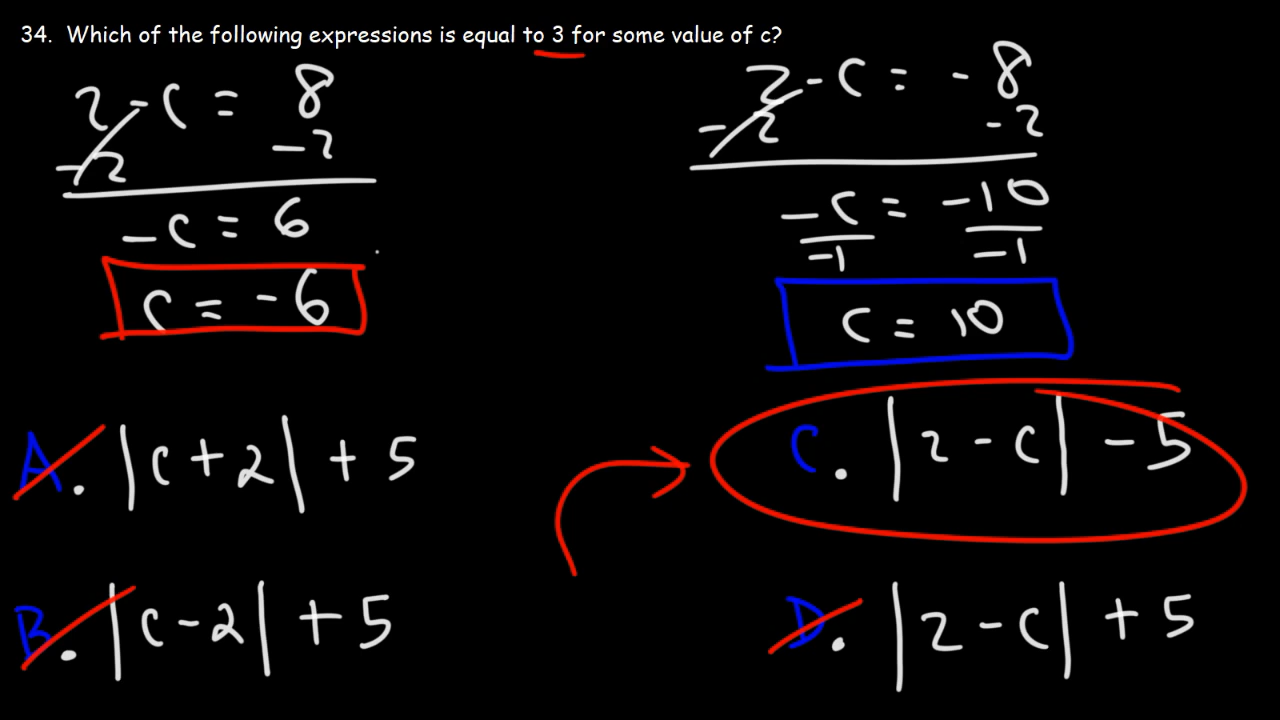 34. Which of the following expressions is equal to 3 for some value of c?
2 - c = 8
-2 -2
-c = 6
c = -6
2 - c = -8
-2 -2
-c = -10
-1 -1
c = 10
A. |c + 2| + 5
B. |c - 2| + 5
C. |2 - c| - 5
D. |2 - c| + 5